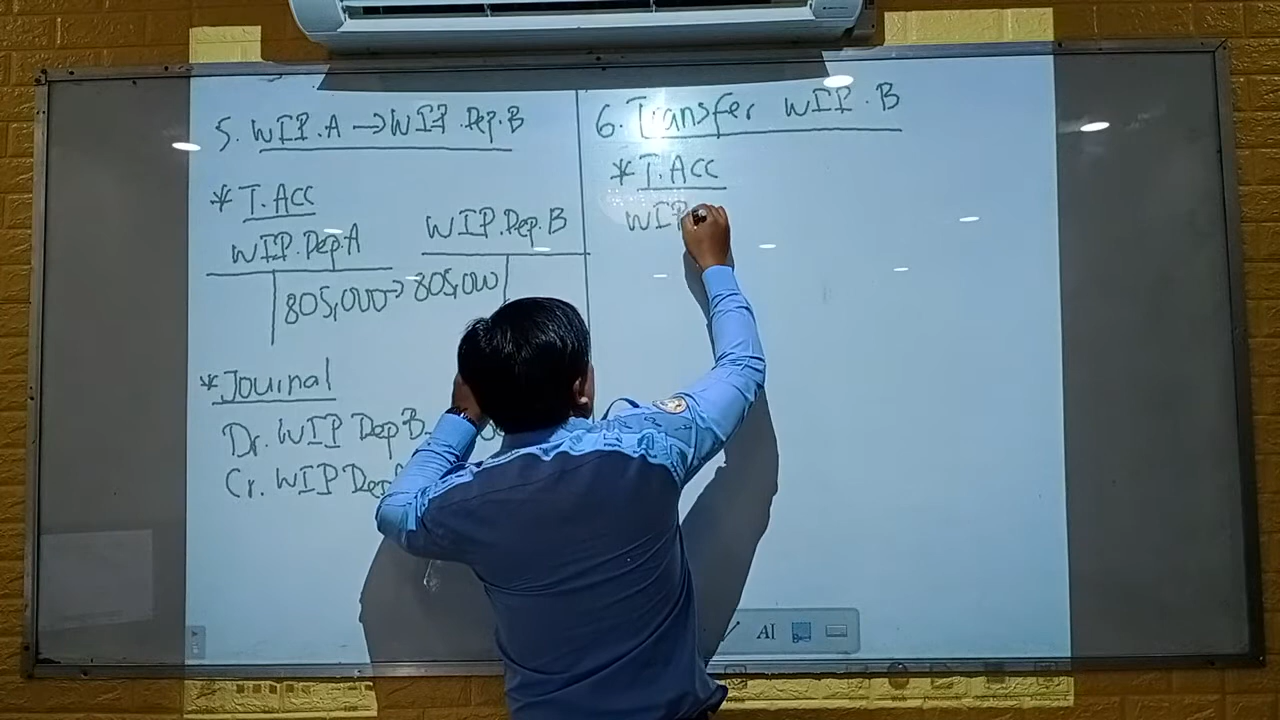 5. WIP.A → WIP.Dep.B
* T. Acc
WIP.Dep.A
WIP.Dep.B
805,000 → 805,000
* Journal
Dr. WIP Dep B
Cr. WIP Dep
6. Transfer WIP.B
* T. Acc
WIP
AI